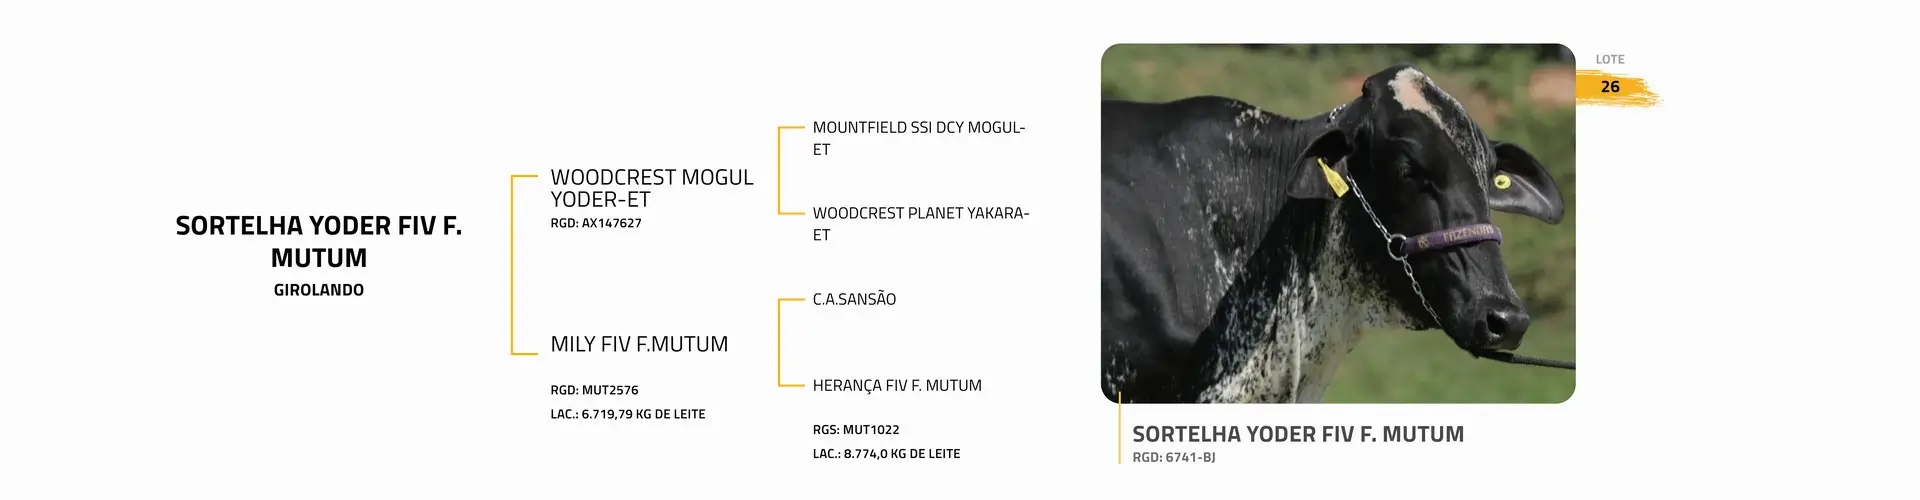 SORTELHA YODER FIV F.
MUTUM
GIROLANDO
WOODCREST MOGUL
YODER-ET
RGD: AX147627
MILY FIV F.MUTUM
RGD: MUT2576
LAC.: 6.719,79 KG DE LEITE
MOUNTFIELD SSI DCY MOGUL-
ET
WOODCREST PLANET YAKARA-
ET
C.A.SANSÃO
HERANÇA FIV F. MUTUM
RGS: MUT1022
LAC.: 8.774,0 KG DE LEITE
FAZENDAS
LOTE
26
SORTELHA YODER FIV F. MUTUM
RGD: 6741-BJ